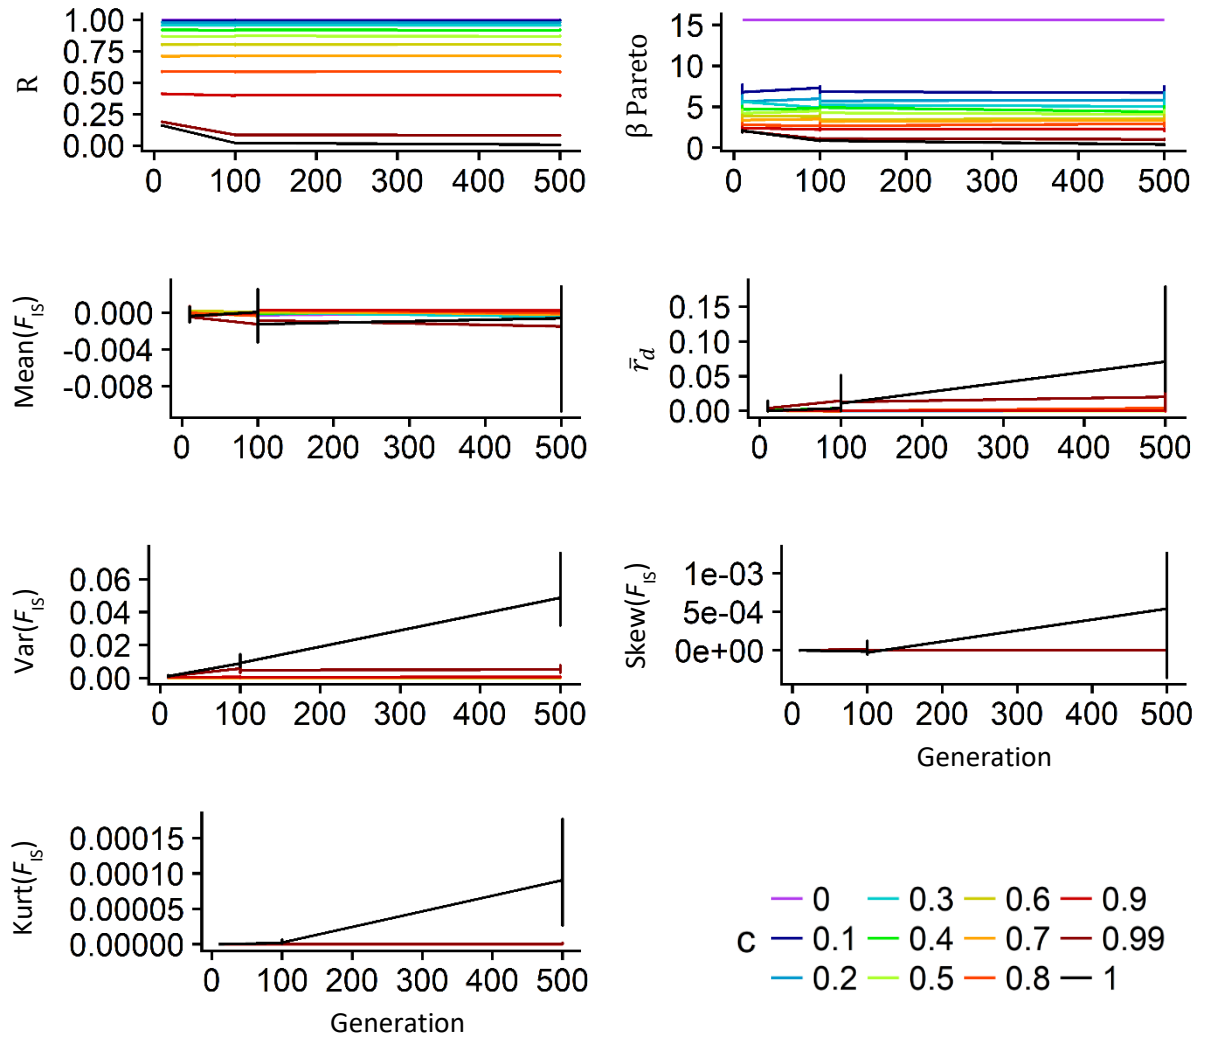 R
1.00
0.75
0.50
0.25
0.00
0 100 200 300 400 500
β Pareto
15
10
5
0
0 100 200 300 400 500
Mean(F_IS)
0.000
-0.004
-0.008
0 100 200 300 400 500
r̄_d
0.15
0.10
0.05
0.00
0 100 200 300 400 500
Var(F_IS)
0.06
0.04
0.02
0.00
0 100 200 300 400 500
Skew(F_IS)
1e-03
5e-04
0e+00
0 100 200 300 400 500
Generation
Kurt(F_IS)
0.00015
0.00010
0.00005
0.00000
0 100 200 300 400 500
Generation
0 0.3 0.6 0.9
c 0.1 0.4 0.7 0.99
0.2 0.5 0.8 1